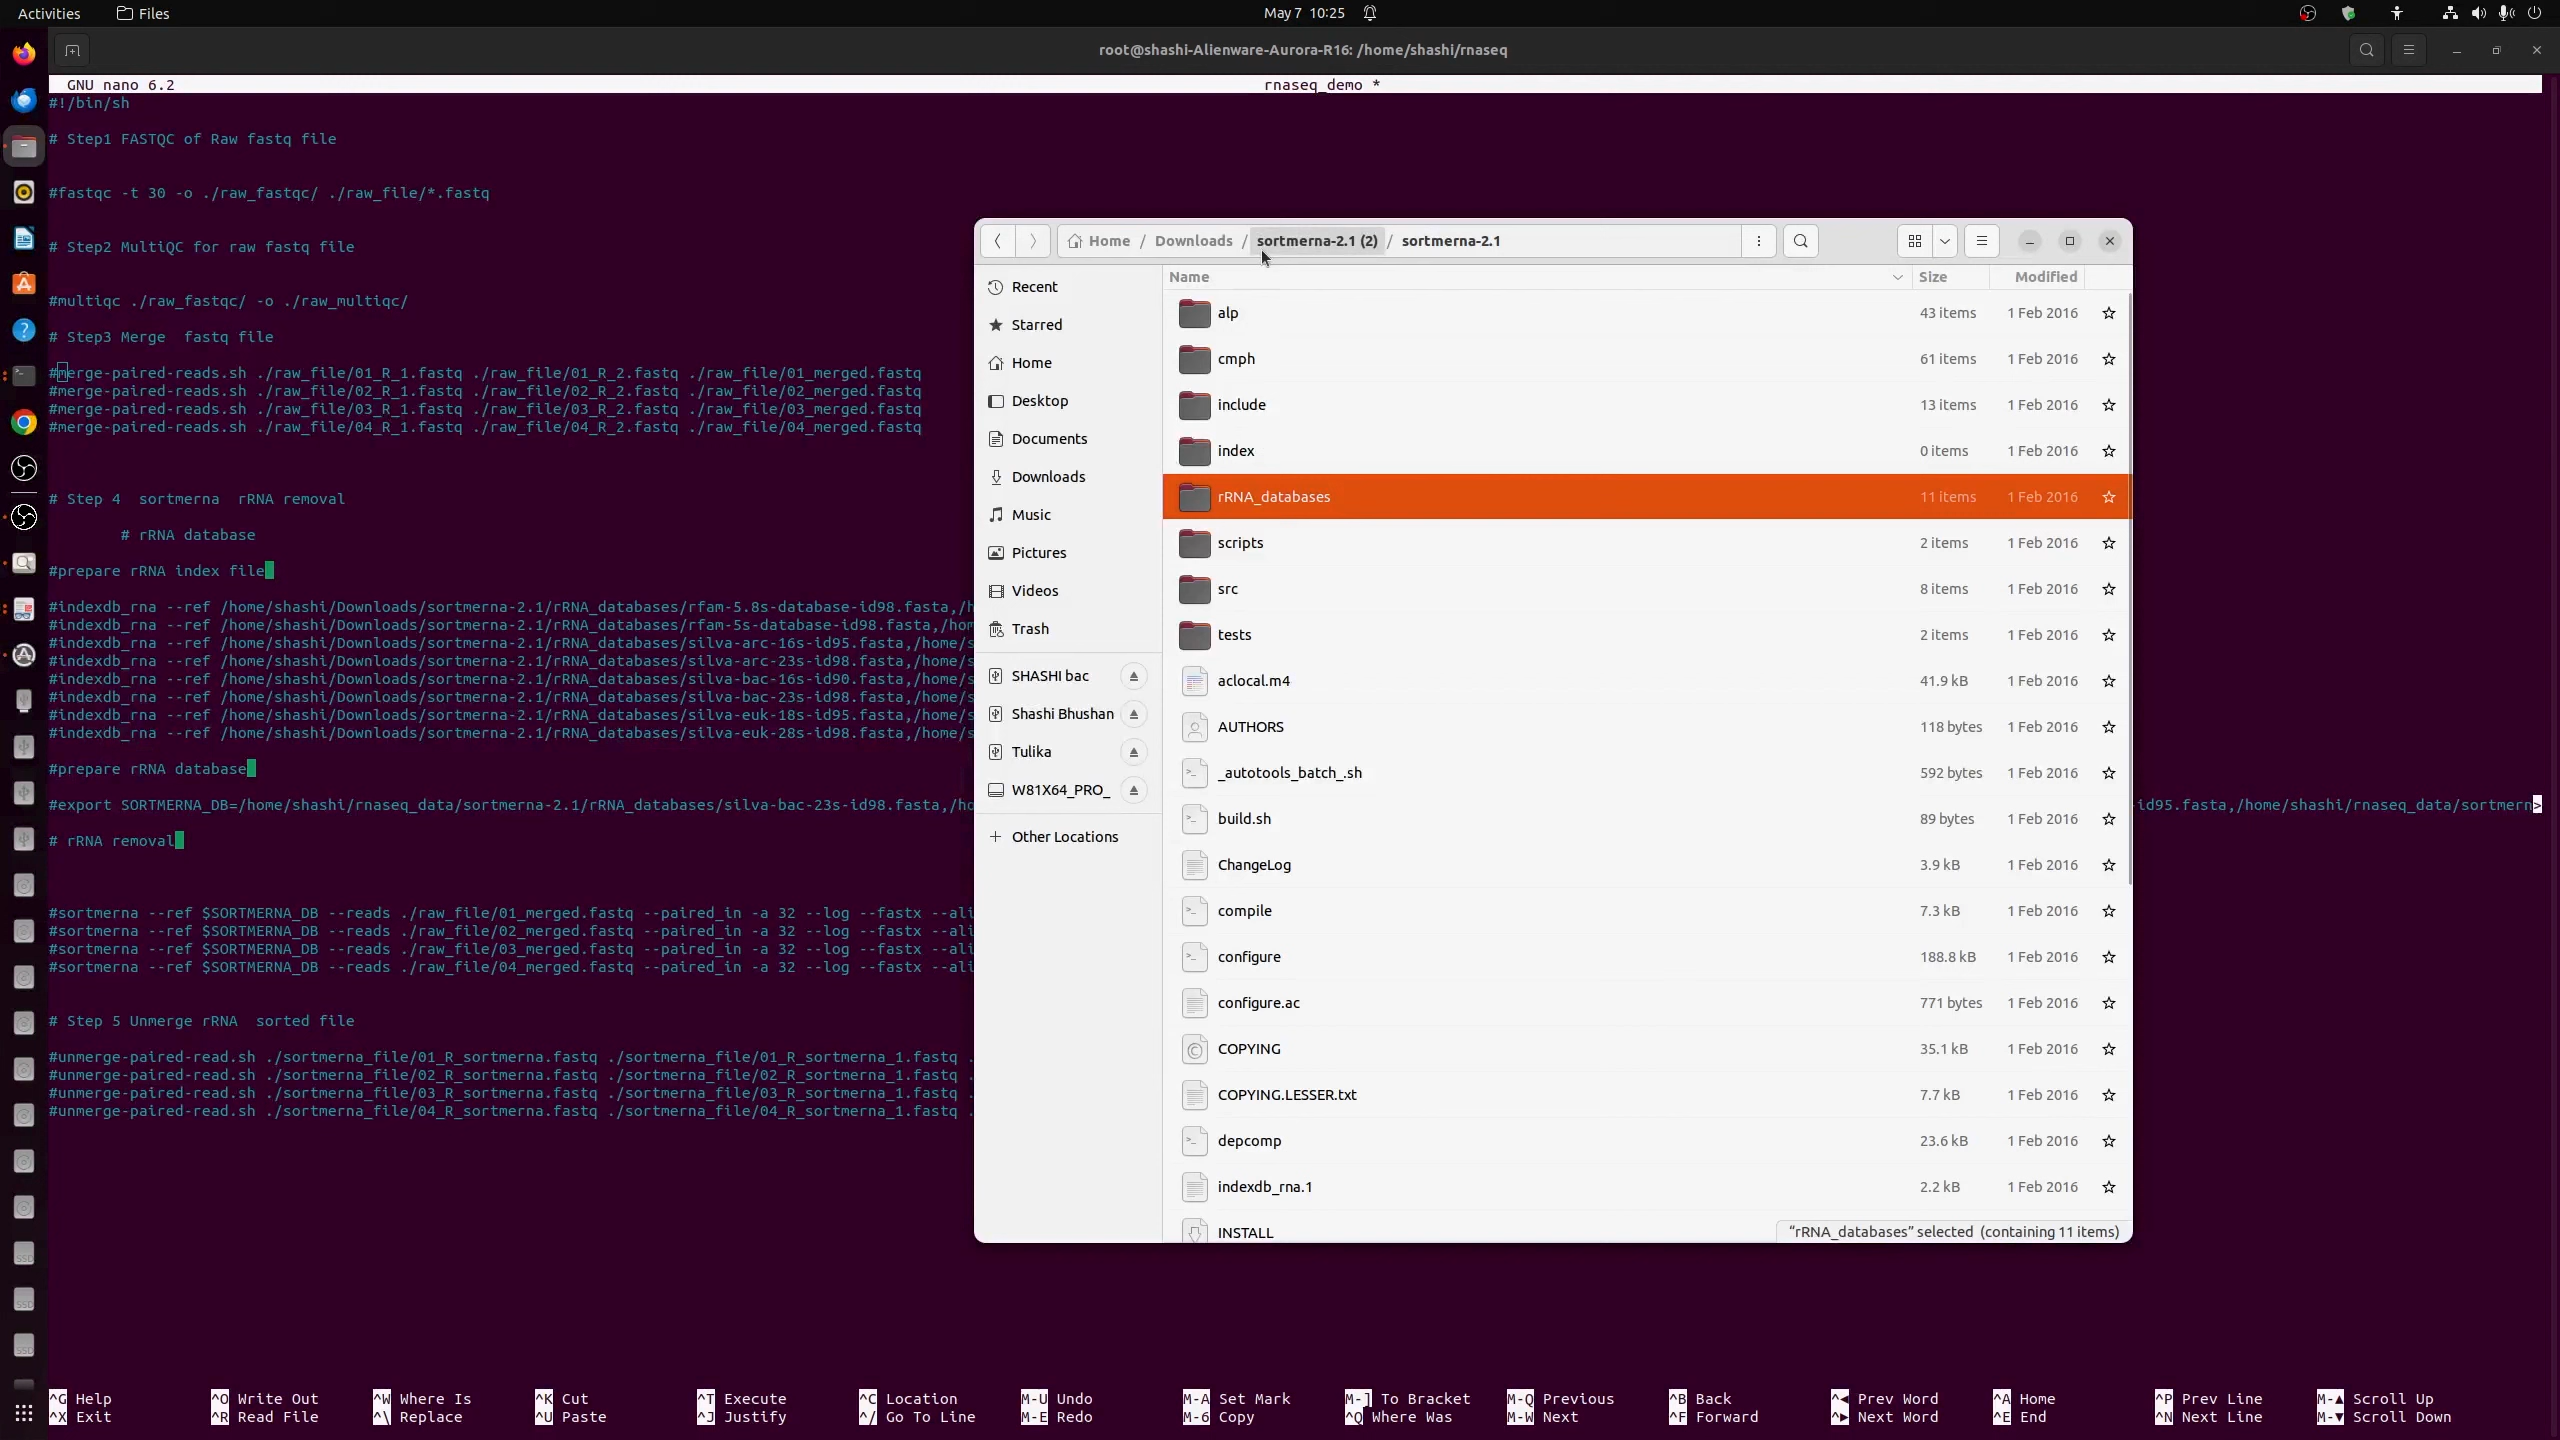 Activities Files May 7 10:25
root@shashi-Alienware-Aurora-R16: /home/shashi/rnaseq
GNU nano 6.2 rnaseq_demo *
#!/bin/sh
# Step1 FASTQC of Raw fastq file
#fastqc -t 30 -o ./raw_fastqc/ ./raw_file/*.fastq
# Step2 MultiQC for raw fastq file
#multiqc ./raw_fastqc/ -o ./raw_multiqc/
# Step3 Merge  fastq file
#merge-paired-reads.sh ./raw_file/01_R_1.fastq ./raw_file/01_R_2.fastq ./raw_file/01_merged.fastq
#merge-paired-reads.sh ./raw_file/02_R_1.fastq ./raw_file/02_R_2.fastq ./raw_file/02_merged.fastq
#merge-paired-reads.sh ./raw_file/03_R_1.fastq ./raw_file/03_R_2.fastq ./raw_file/03_merged.fastq
#merge-paired-reads.sh ./raw_file/04_R_1.fastq ./raw_file/04_R_2.fastq ./raw_file/04_merged.fastq
# Step 4  sortmerna  rRNA removal
# rRNA database
#prepare rRNA index file
#indexdb_rna --ref /home/shashi/Downloads/sortmerna-2.1/rRNA_databases/rfam-5.8s-database-id98.fasta,/h
#indexdb_rna --ref /home/shashi/Downloads/sortmerna-2.1/rRNA_databases/rfam-5s-database-id98.fasta,/hom
#indexdb_rna --ref /home/shashi/Downloads/sortmerna-2.1/rRNA_databases/silva-arc-16s-id95.fasta,/home/s
#indexdb_rna --ref /home/shashi/Downloads/sortmerna-2.1/rRNA_databases/silva-arc-23s-id98.fasta,/home/s
#indexdb_rna --ref /home/shashi/Downloads/sortmerna-2.1/rRNA_databases/silva-bac-16s-id90.fasta,/home/s
#indexdb_rna --ref /home/shashi/Downloads/sortmerna-2.1/rRNA_databases/silva-bac-23s-id98.fasta,/home/s
#indexdb_rna --ref /home/shashi/Downloads/sortmerna-2.1/rRNA_databases/silva-euk-18s-id95.fasta,/home/s
#indexdb_rna --ref /home/shashi/Downloads/sortmerna-2.1/rRNA_databases/silva-euk-28s-id98.fasta,/home/s
#prepare rRNA database
#export SORTMERNA_DB=/home/shashi/rnaseq_data/sortmerna-2.1/rRNA_databases/silva-bac-23s-id98.fasta,/ho
-id95.fasta,/home/shashi/rnaseq_data/sortmern>
# rRNA removal
#sortmerna --ref $SORTMERNA_DB --reads ./raw_file/01_merged.fastq --paired_in -a 32 --log --fastx --ali
#sortmerna --ref $SORTMERNA_DB --reads ./raw_file/02_merged.fastq --paired_in -a 32 --log --fastx --ali
#sortmerna --ref $SORTMERNA_DB --reads ./raw_file/03_merged.fastq --paired_in -a 32 --log --fastx --ali
#sortmerna --ref $SORTMERNA_DB --reads ./raw_file/04_merged.fastq --paired_in -a 32 --log --fastx --ali
# Step 5 Unmerge rRNA  sorted file
#unmerge-paired-read.sh ./sortmerna_file/01_R_sortmerna.fastq ./sortmerna_file/01_R_sortmerna_1.fastq .
#unmerge-paired-read.sh ./sortmerna_file/02_R_sortmerna.fastq ./sortmerna_file/02_R_sortmerna_1.fastq .
#unmerge-paired-read.sh ./sortmerna_file/03_R_sortmerna.fastq ./sortmerna_file/03_R_sortmerna_1.fastq .
#unmerge-paired-read.sh ./sortmerna_file/04_R_sortmerna.fastq ./sortmerna_file/04_R_sortmerna_1.fastq .
Home / Downloads / sortmerna-2.1 (2) / sortmerna-2.1
Recent
Starred
Home
Desktop
Documents
Downloads
Music
Pictures
Videos
Trash
SHASHI bac
Shashi Bhushan
Tulika
W81X64_PRO_
Other Locations
Name Size Modified
alp 43 items 1 Feb 2016
cmph 61 items 1 Feb 2016
include 13 items 1 Feb 2016
index 0 items 1 Feb 2016
rRNA_databases 11 items 1 Feb 2016
scripts 2 items 1 Feb 2016
src 8 items 1 Feb 2016
tests 2 items 1 Feb 2016
aclocal.m4 41.9 kB 1 Feb 2016
AUTHORS 118 bytes 1 Feb 2016
_autotools_batch_.sh 592 bytes 1 Feb 2016
build.sh 89 bytes 1 Feb 2016
ChangeLog 3.9 kB 1 Feb 2016
compile 7.3 kB 1 Feb 2016
configure 188.8 kB 1 Feb 2016
configure.ac 771 bytes 1 Feb 2016
COPYING 35.1 kB 1 Feb 2016
COPYING.LESSER.txt 7.7 kB 1 Feb 2016
depcomp 23.6 kB 1 Feb 2016
indexdb_rna.1 2.2 kB 1 Feb 2016
INSTALL
"rRNA_databases" selected (containing 11 items)
^G Help ^O Write Out ^W Where Is ^K Cut ^T Execute ^C Location M-U Undo M-A Set Mark M-] To Bracket M-Q Previous ^B Back ^◀ Prev Word ^A Home ^P Prev Line M-▲ Scroll Up
^X Exit ^R Read File ^\ Replace ^U Paste ^J Justify ^/ Go To Line M-E Redo M-6 Copy ^Q Where Was M-W Next ^F Forward ^▶ Next Word ^E End ^N Next Line M-▼ Scroll Down